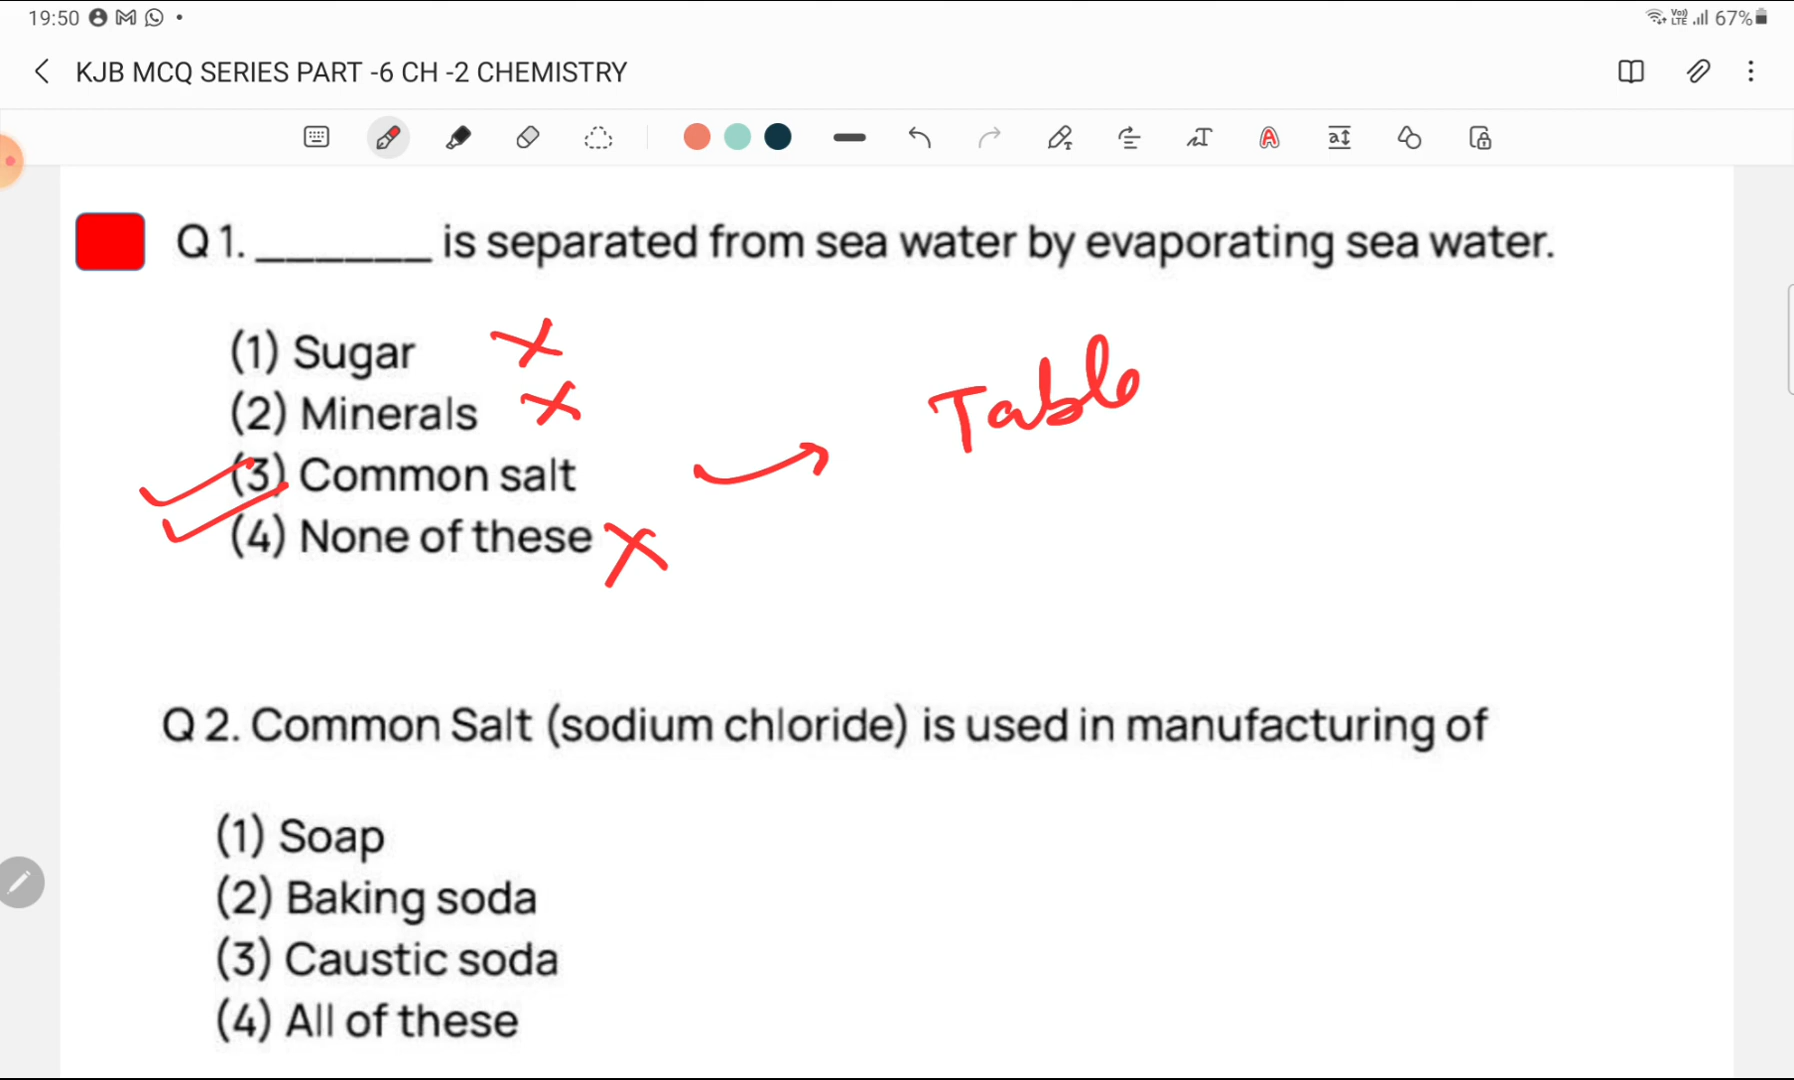 19:50
VoLTE 67%
KJB MCQ SERIES PART -6 CH -2 CHEMISTRY
Q 1. ______ is separated from sea water by evaporating sea water.
(1) Sugar
(2) Minerals
(3) Common salt
(4) None of these
Table
Q 2. Common Salt (sodium chloride) is used in manufacturing of
(1) Soap
(2) Baking soda
(3) Caustic soda
(4) All of these